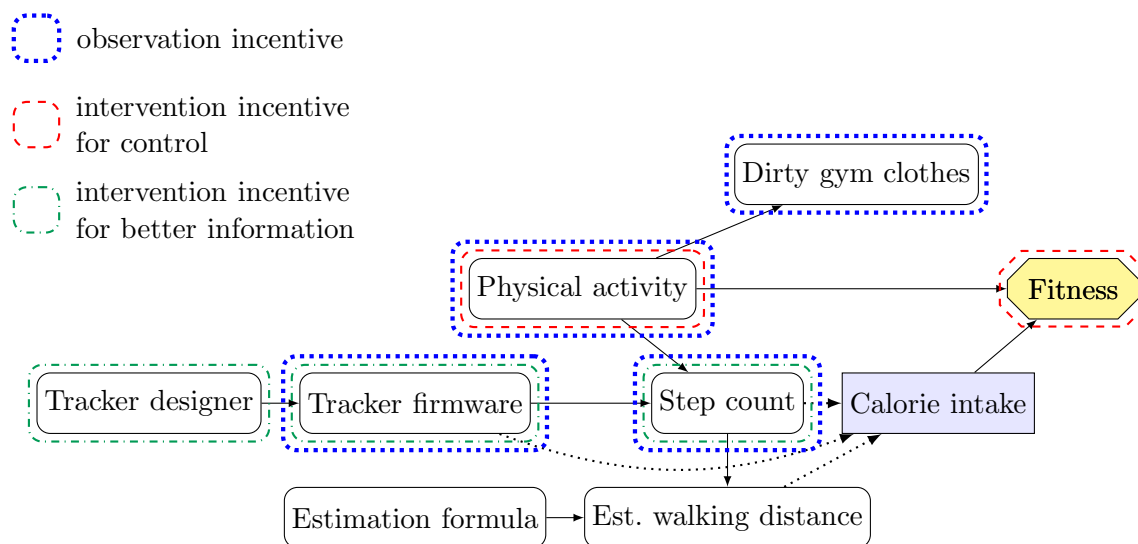 observation incentive
intervention incentive
for control
intervention incentive
for better information
Dirty gym clothes
Physical activity
Fitness
Tracker designer
Tracker firmware
Step count
Calorie intake
Estimation formula
Est. walking distance